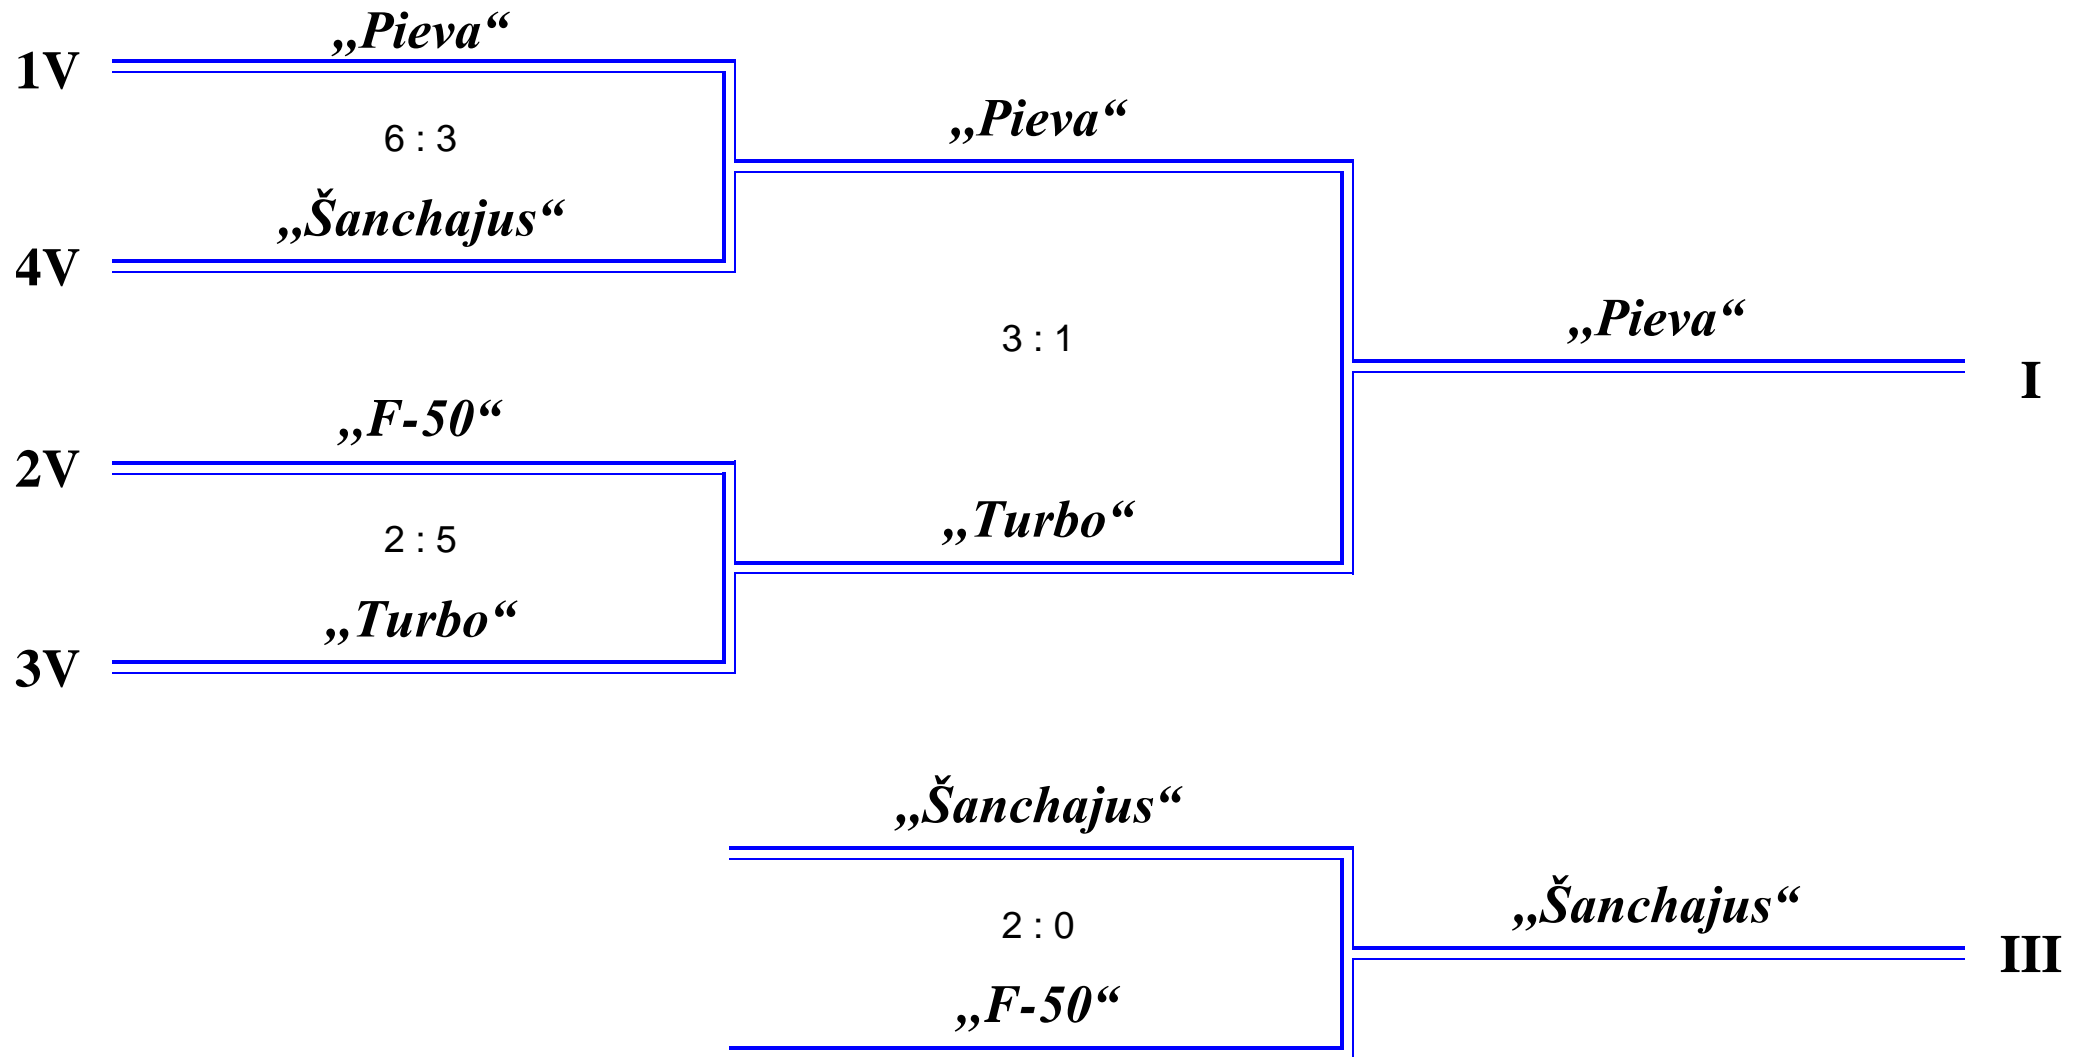 „Pieva“
1V
„Pieva“
6 : 3
„Šanchajus“
4V
„Pieva“
3 : 1
I
„F-50“
2V
„Turbo“
2 : 5
„Turbo“
3V
„Šanchajus“
„Šanchajus“
2 : 0
III
„F-50“